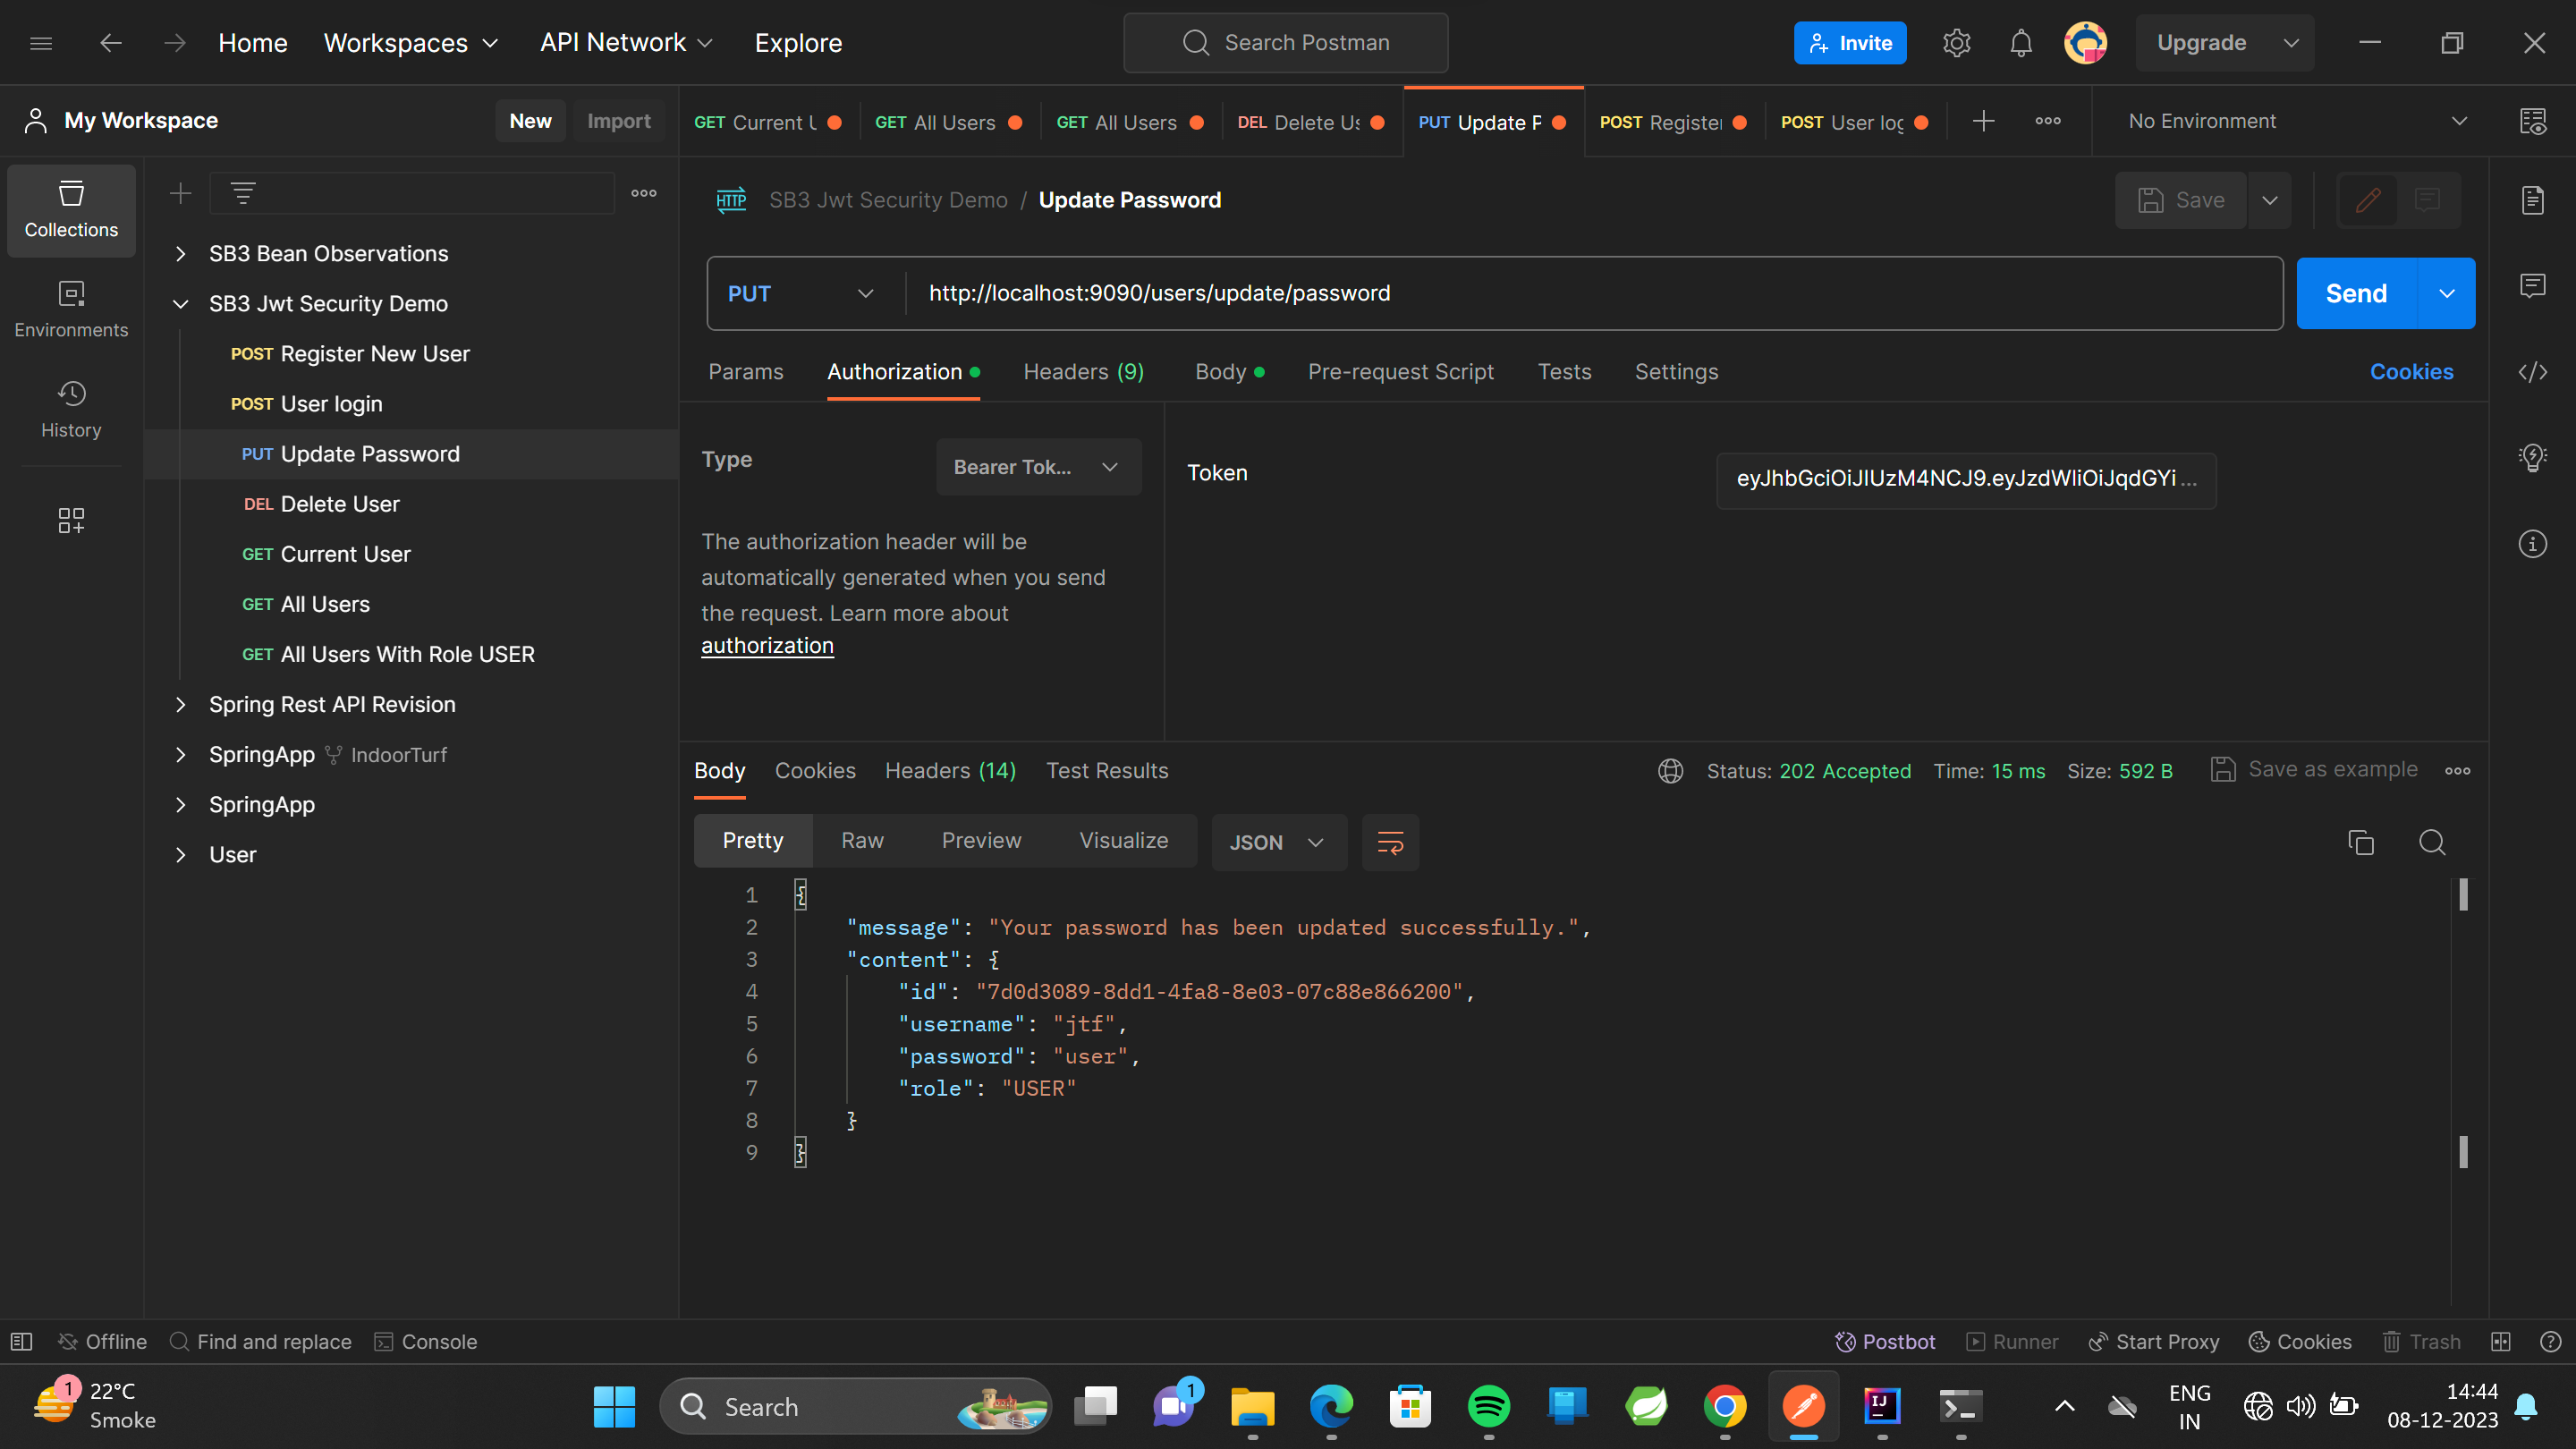 Home Workspaces API Network Explore Search Postman Invite Upgrade
My Workspace New Import
GET Current U GET All Users GET All Users DEL Delete Us PUT Update P POST Register POST User log No Environment
Collections
Environments
History
SB3 Bean Observations
SB3 Jwt Security Demo
POST Register New User
POST User login
PUT Update Password
DEL Delete User
GET Current User
GET All Users
GET All Users With Role USER
Spring Rest API Revision
SpringApp IndoorTurf
SpringApp
User
HTTP SB3 Jwt Security Demo / Update Password Save
PUT http://localhost:9090/users/update/password Send
Params Authorization Headers (9) Body Pre-request Script Tests Settings Cookies
Type Bearer Tok...
The authorization header will be
automatically generated when you send
the request. Learn more about
authorization
Token eyJhbGciOiJIUzM4NCJ9.eyJzdWIiOiJqdGYi ...
Body Cookies Headers (14) Test Results Status: 202 Accepted Time: 15 ms Size: 592 B Save as example
Pretty Raw Preview Visualize JSON
1 {
2 "message": "Your password has been updated successfully.",
3 "content": {
4 "id": "7d0d3089-8dd1-4fa8-8e03-07c88e866200",
5 "username": "jtf",
6 "password": "user",
7 "role": "USER"
8 }
9 }
Offline Find and replace Console Postbot Runner Start Proxy Cookies Trash
1 22°C
Smoke
Search
1
IJ
ENG
IN
14:44
08-12-2023